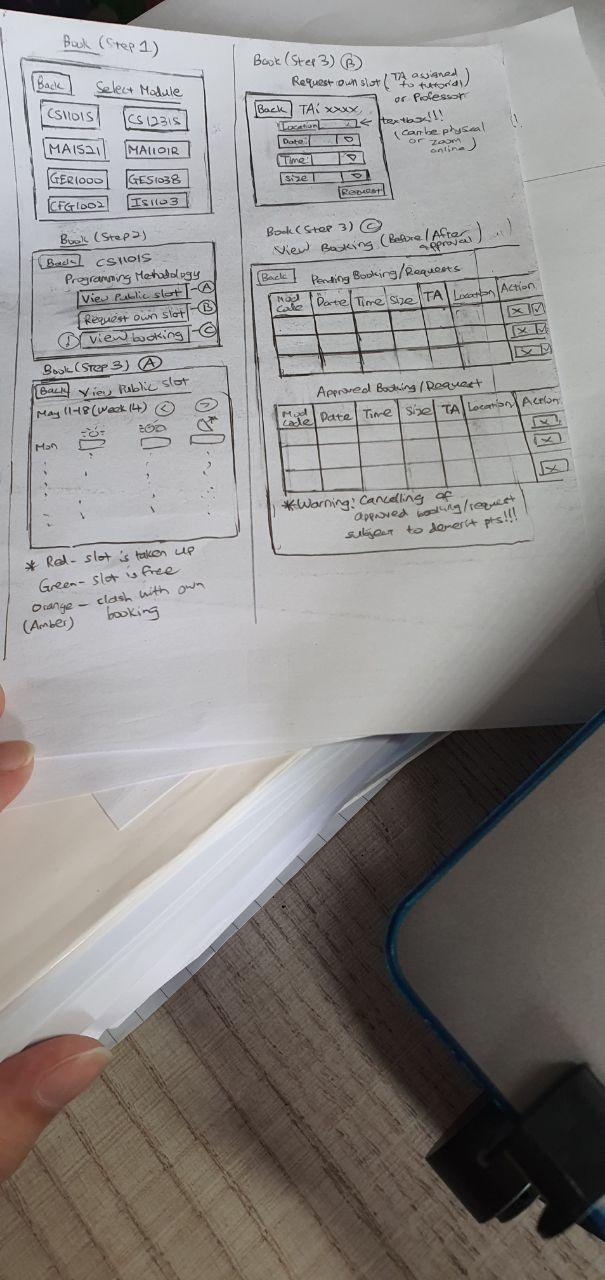 Book (Step 1)
Back
Select Module
CS1101S
CS1231S
MA1521
MA1101R
GER1000
GES1038
CFG1002
IS1103
Book (Step 2)
Back
CS1101S
Programming Methodology
View Public slot
A
Request own slot
B
!
View booking
C
Book (Step 3)
A
Back
View Public slot
May 11-18 (Week 14)
<
>
Mon
* Red - slot is taken up
Green - slot is free
Orange - clash with own
(Amber) booking
Book (Step 3)
B
Request own slot (TA assigned
to tutorial)
or Professor
Back
TA: xxxx
Location
textbox!!!
(can be physical
or zoom
online)
Date:
Time:
Size
Request
Book (Step 3)
C
View Booking (Before/After
approval)
Back
Pending Booking/Requests
Mod Code
Date
Time
Size
TA
Location
Action
Approved Booking/Request
Mod Code
Date
Time
Size
TA
Location
Action
*Warning: Cancelling of
approved booking/request
subject to demerit pts!!!